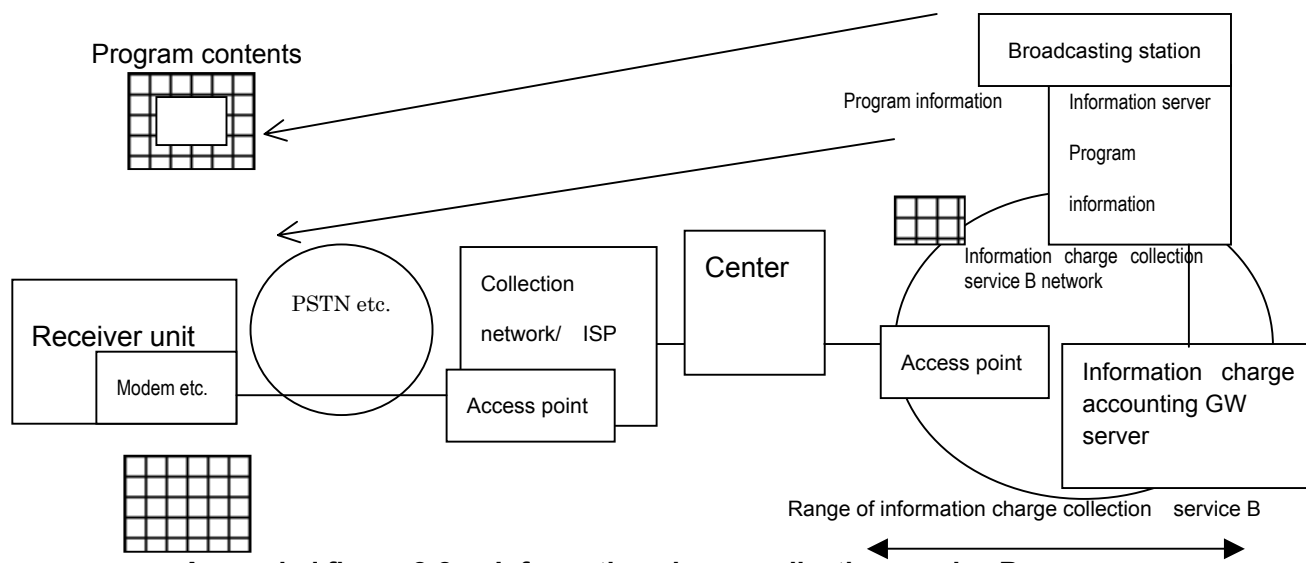 Program contents
Broadcasting station
Program information
Information server
Program
information
Information charge collection
service B network
Center
Collection
network/ ISP
PSTN etc.
Receiver unit
Modem etc.
Access point
Access point
Information charge
accounting GW
server
Range of information charge collection service B